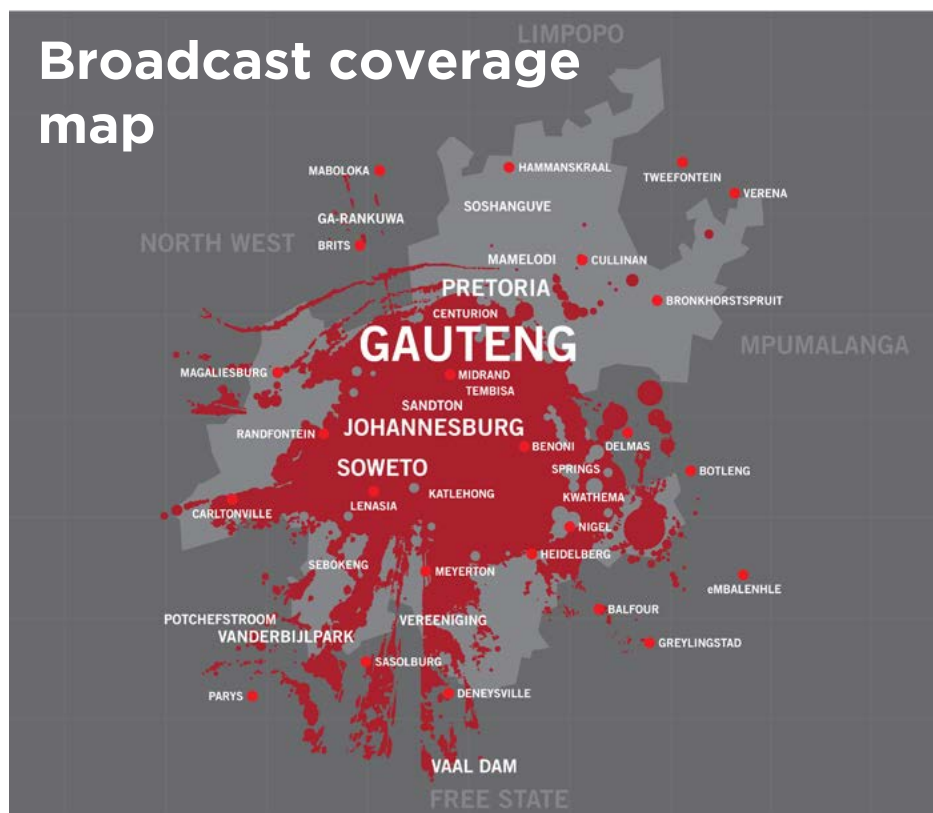 Broadcast coverage
map
LIMPOPO
MABOLOKA
HAMMANSKRAAL
TWEEFONTEIN
VERENA
SOSHANGUVE
GA-RANKUWA
NORTH WEST
BRITS
MAMELODI
CULLINAN
PRETORIA
BRONKHORSTSPRUIT
CENTURION
GAUTENG
MPUMALANGA
MAGALIESBURG
MIDRAND
TEMBISA
SANDTON
RANDFONTEIN
JOHANNESBURG
BENONI
DELMAS
SOWETO
SPRINGS
BOTLENG
KATLEHONG
KWATHEMA
LENASIA
CARLTONVILLE
NIGEL
HEIDELBERG
SEBOKENG
MEYERTON
eMBALENHLE
BALFOUR
POTCHEFSTROOM
VEREENIGING
VANDERBIJLPARK
GREYLINGSTAD
SASOLBURG
PARYS
DENEYSVILLE
VAAL DAM
FREE STATE